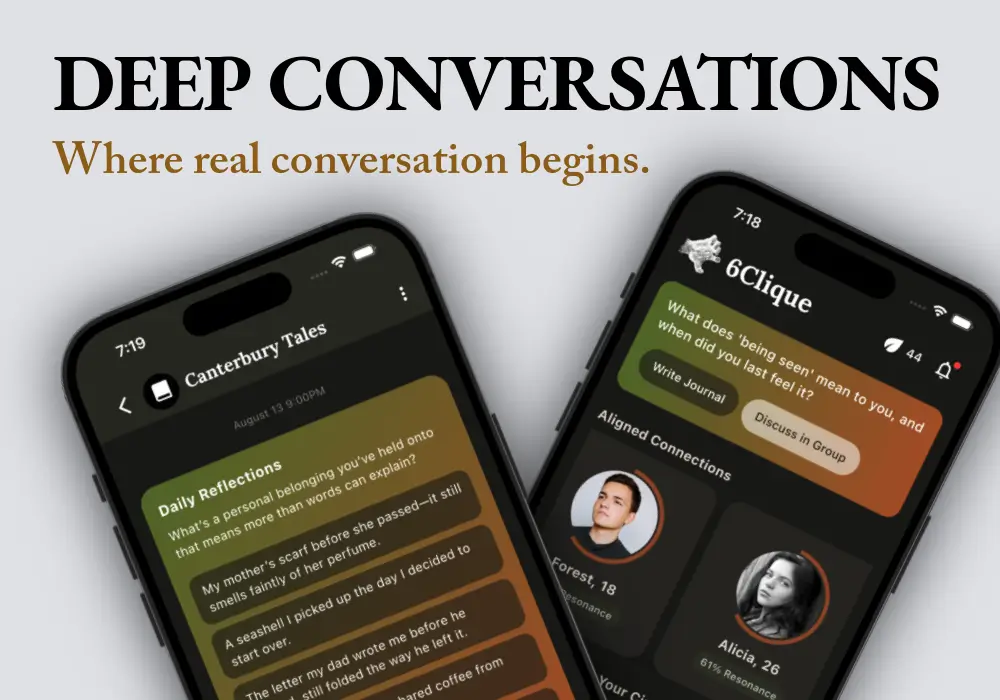 DEEP CONVERSATIONS
Where real conversation begins.
7:19
Canterbury Tales
August 13 9:00PM
Daily Reflections
What's a personal belonging you've held onto
that means more than words can explain?
My mother's scarf before she passed—it still
smells faintly of her perfume.
A seashell I picked up the day I decided to
start over.
The letter my dad wrote me before he
still folded the way he left it.
coffee from
7:18
6Clique
44
What does 'being seen' mean to you, and
when did you last feel it?
Write Journal
Discuss in Group
Aligned Connections
Forest, 18
Resonance
Alicia, 26
61% Resonance
Your